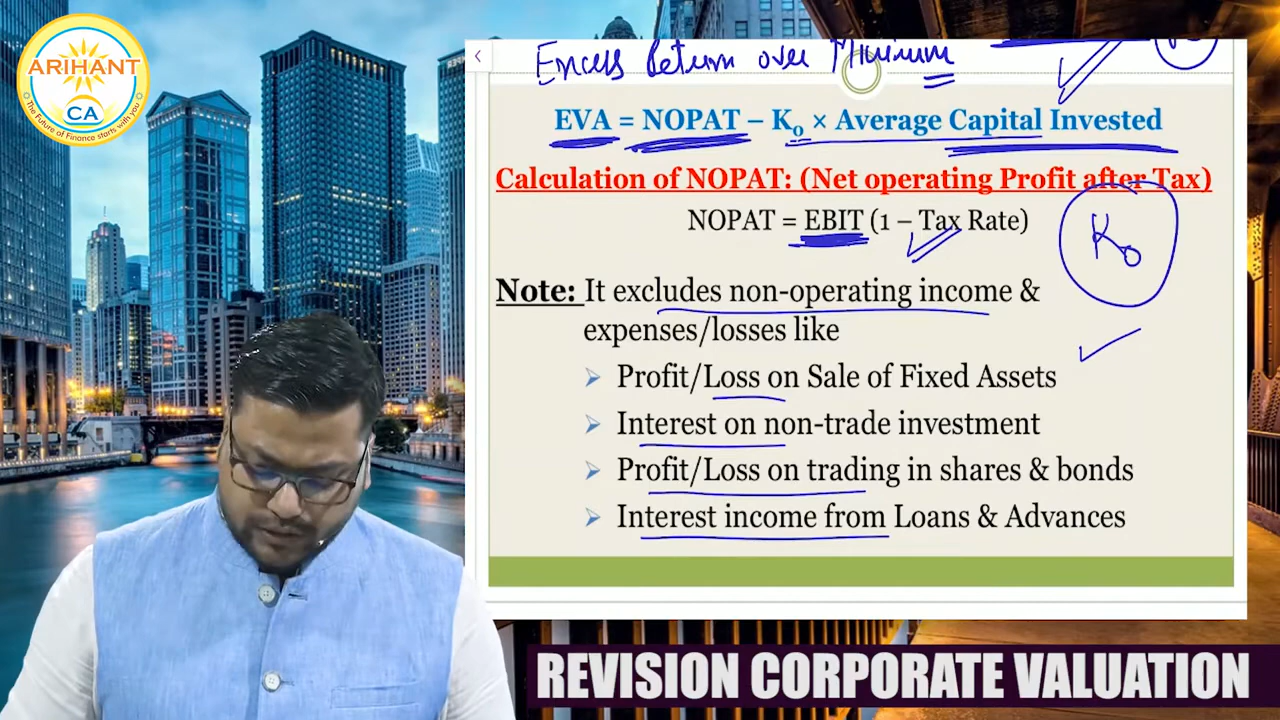 ARIHANT
CA
The Future of Finance starts with you
Excess Return over Minimum
EVA = NOPAT – Ko × Average Capital Invested
Calculation of NOPAT: (Net operating Profit after Tax)
NOPAT = EBIT (1 – Tax Rate)
Ko
Note: It excludes non-operating income &
expenses/losses like
➢ Profit/Loss on Sale of Fixed Assets
➢ Interest on non-trade investment
➢ Profit/Loss on trading in shares & bonds
➢ Interest income from Loans & Advances
REVISION CORPORATE VALUATION